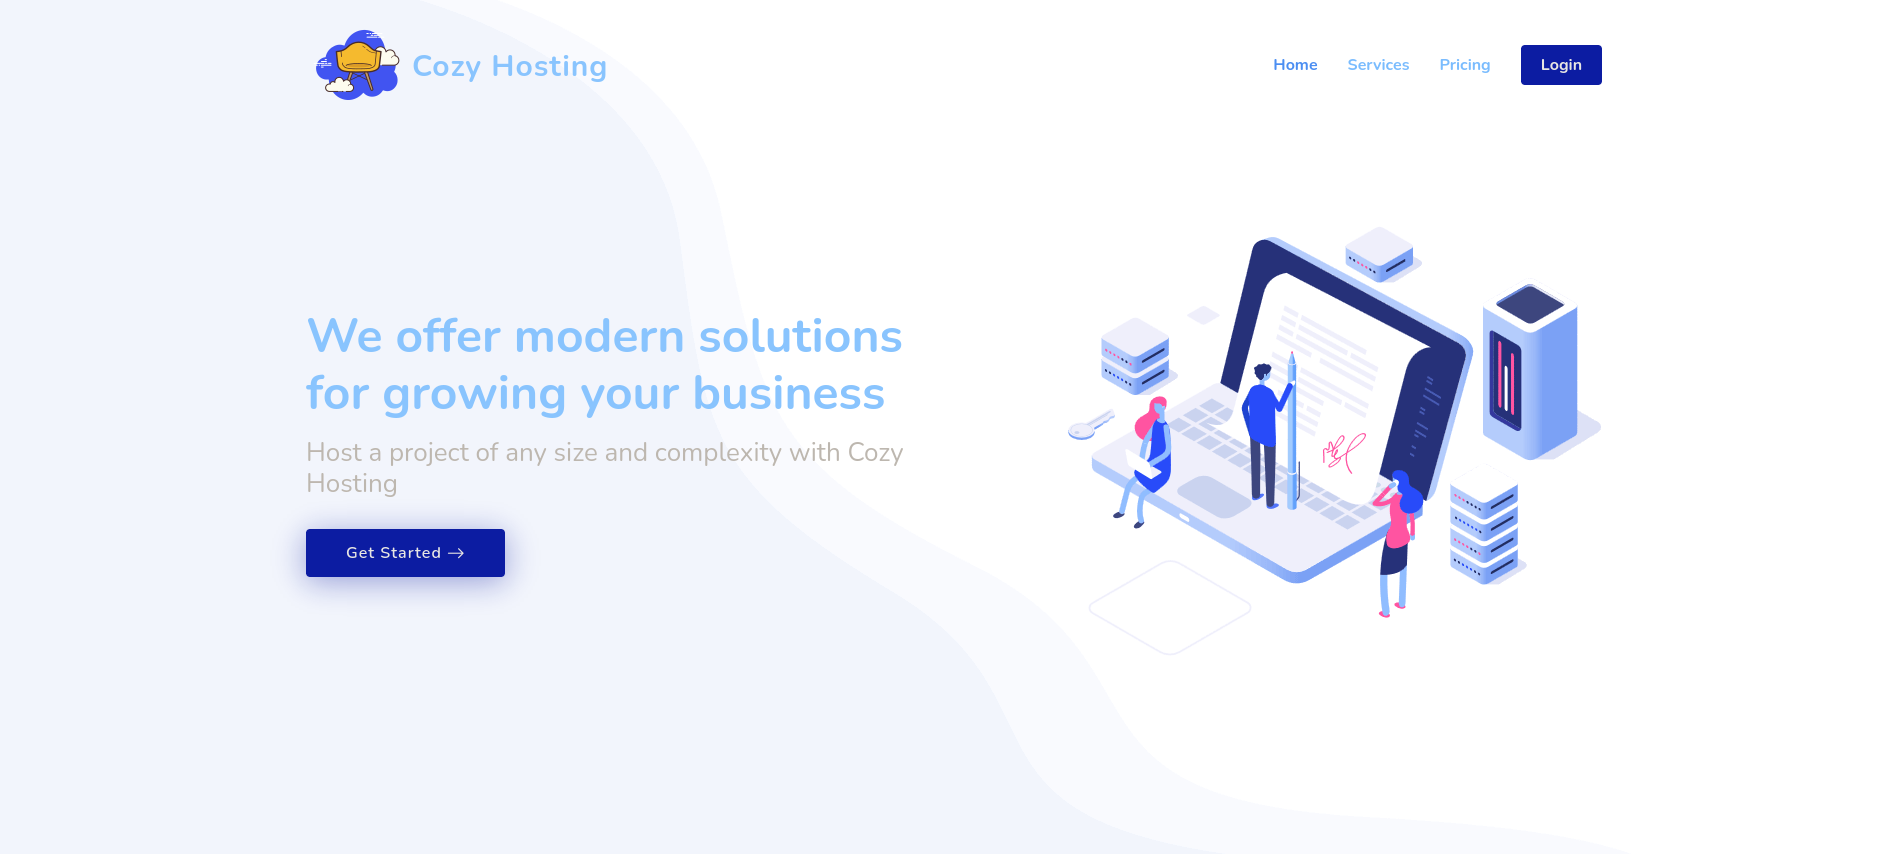 Cozy Hosting
Home
Services
Pricing
Login
We offer modern solutions
for growing your business
Host a project of any size and complexity with Cozy
Hosting
Get Started →